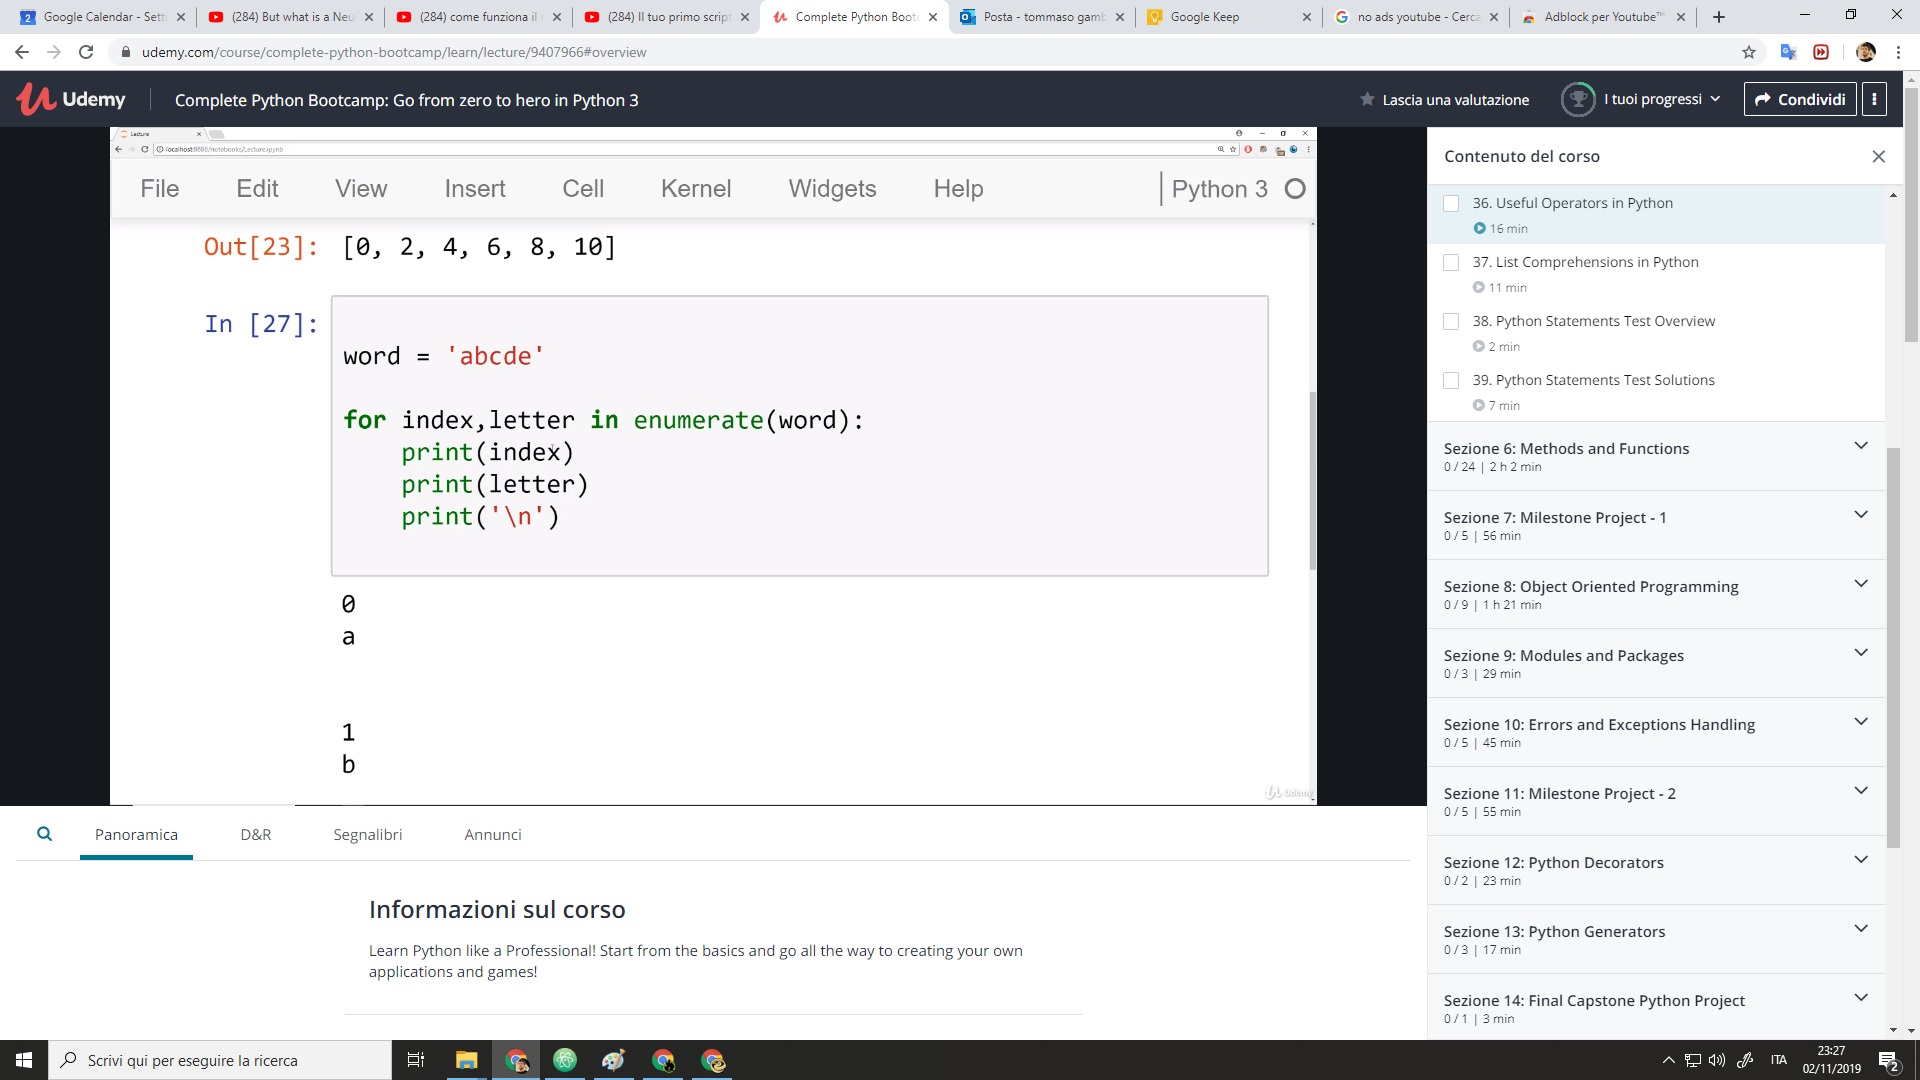 Google Calendar - Sett
(284) But what is a Neu
(284) come funziona il
(284) Il tuo primo script
Complete Python Boot
Posta - tommaso gamb
Google Keep
no ads youtube - Cerca
Adblock per Youtube™
udemy.com/course/complete-python-bootcamp/learn/lecture/9407966#overview
Udemy
Complete Python Bootcamp: Go from zero to hero in Python 3
Lascia una valutazione
I tuoi progressi
Condividi
Lecture
localhost:8888/notebooks/Lecture.ipynb
File Edit View Insert Cell Kernel Widgets Help Python 3
Out[23]: [0, 2, 4, 6, 8, 10]
In [27]:
word = 'abcde'
for index,letter in enumerate(word):
    print(index)
    print(letter)
    print('\n')
0
a
1
b
Udemy
Contenuto del corso
36. Useful Operators in Python
16 min
37. List Comprehensions in Python
11 min
38. Python Statements Test Overview
2 min
39. Python Statements Test Solutions
7 min
Sezione 6: Methods and Functions
0 / 24 | 2 h 2 min
Sezione 7: Milestone Project - 1
0 / 5 | 56 min
Sezione 8: Object Oriented Programming
0 / 9 | 1 h 21 min
Sezione 9: Modules and Packages
0 / 3 | 29 min
Sezione 10: Errors and Exceptions Handling
0 / 5 | 45 min
Sezione 11: Milestone Project - 2
0 / 5 | 55 min
Sezione 12: Python Decorators
0 / 2 | 23 min
Sezione 13: Python Generators
0 / 3 | 17 min
Sezione 14: Final Capstone Python Project
0 / 1 | 3 min
Panoramica D&R Segnalibri Annunci
Informazioni sul corso
Learn Python like a Professional! Start from the basics and go all the way to creating your own
applications and games!
Scrivi qui per eseguire la ricerca
ITA
23:27
02/11/2019
2